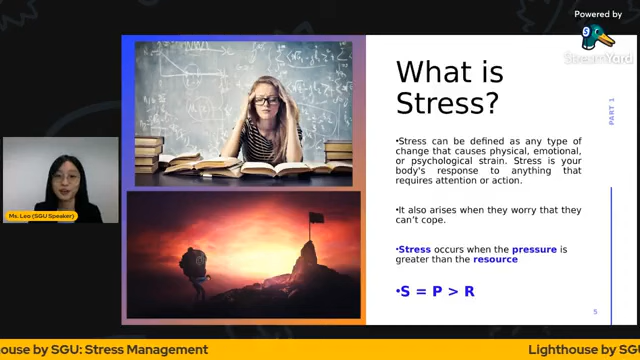 Powered by
StreamYard
What is
Stress?
PART 1
•Stress can be defined as any type of
change that causes physical, emotional,
or psychological strain. Stress is your
body's response to anything that
requires attention or action.
•It also arises when they worry that they
can't cope.
•Stress occurs when the pressure is
greater than the resource
•S = P > R
5
Ms. Leo (SGU Speaker)
house by SGU: Stress Management
Lighthouse by SGU